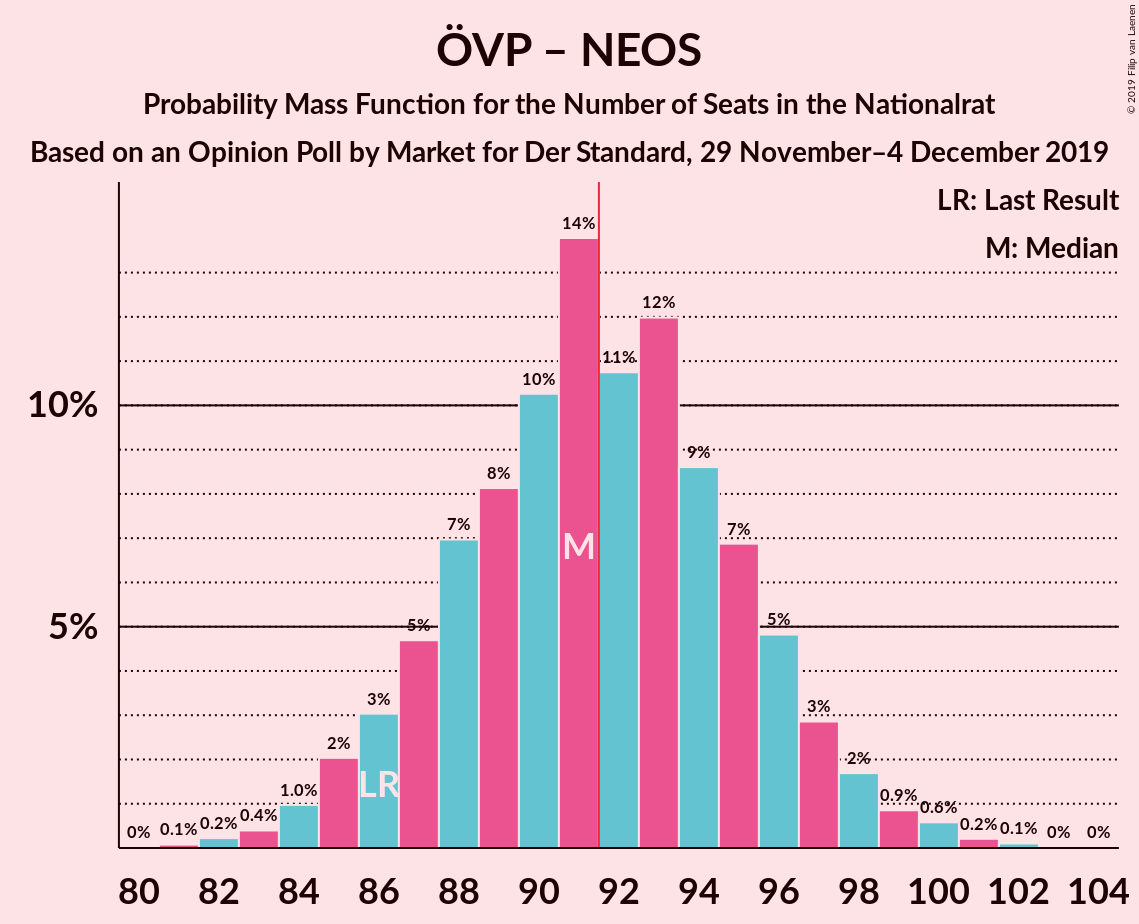 ÖVP – NEOS
Probability Mass Function for the Number of Seats in the Nationalrat
Based on an Opinion Poll by Market for Der Standard, 29 November–4 December 2019
© 2019 Filip van Laenen
LR: Last Result
M: Median
10%
5%
0% 0.1% 0.2% 0.4% 1.0% 2% 3% 5% 7% 8% 10% 14% 11% 12% 9% 7% 5% 3% 2% 0.9% 0.6% 0.2% 0.1% 0% 0%
M
LR
80 82 84 86 88 90 92 94 96 98 100 102 104